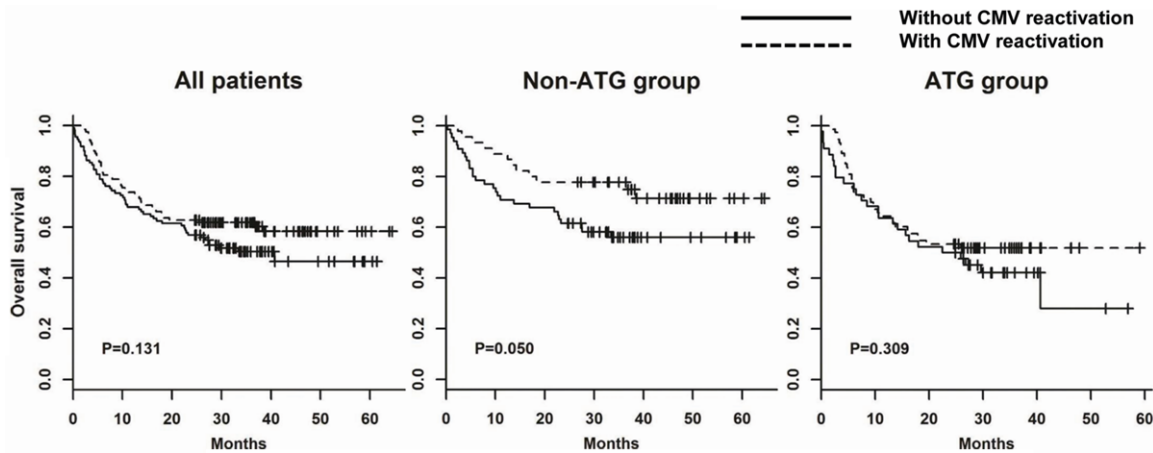 Without CMV reactivation
With CMV reactivation
All patients
Non-ATG group
ATG group
Overall survival
1.0
0.8
0.6
0.4
0.2
0.0
P=0.131
0 10 20 30 40 50 60
Months
1.0
0.8
0.6
0.4
0.2
0.0
P=0.050
0 10 20 30 40 50 60
Months
1.0
0.8
0.6
0.4
0.2
0.0
P=0.309
0 10 20 30 40 50 60
Months